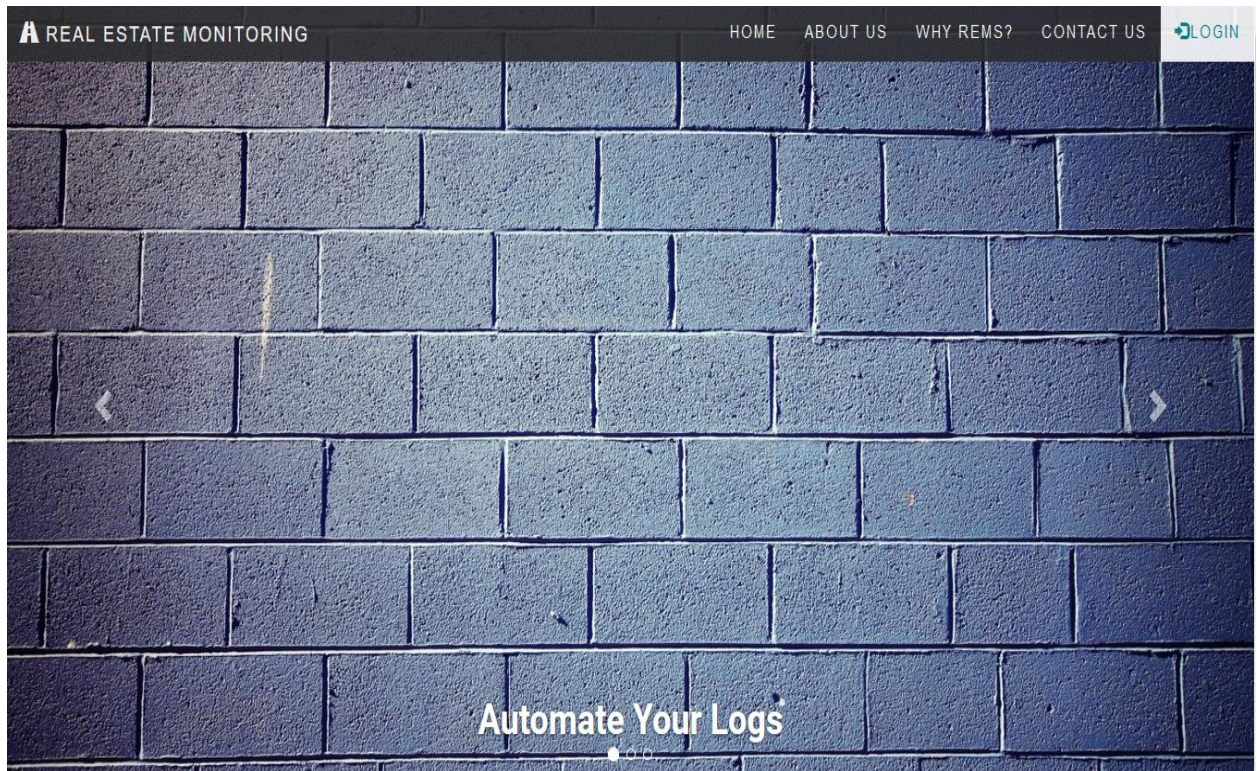 REAL ESTATE MONITORING
HOME ABOUT US WHY REMS? CONTACT US LOGIN
Automate Your Logs